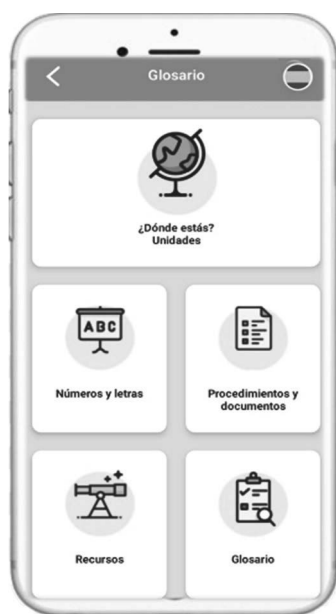 Glosario
¿Dónde estás?
Unidades
ABC
Números y letras
Procedimientos y
documentos
Recursos
Glosario